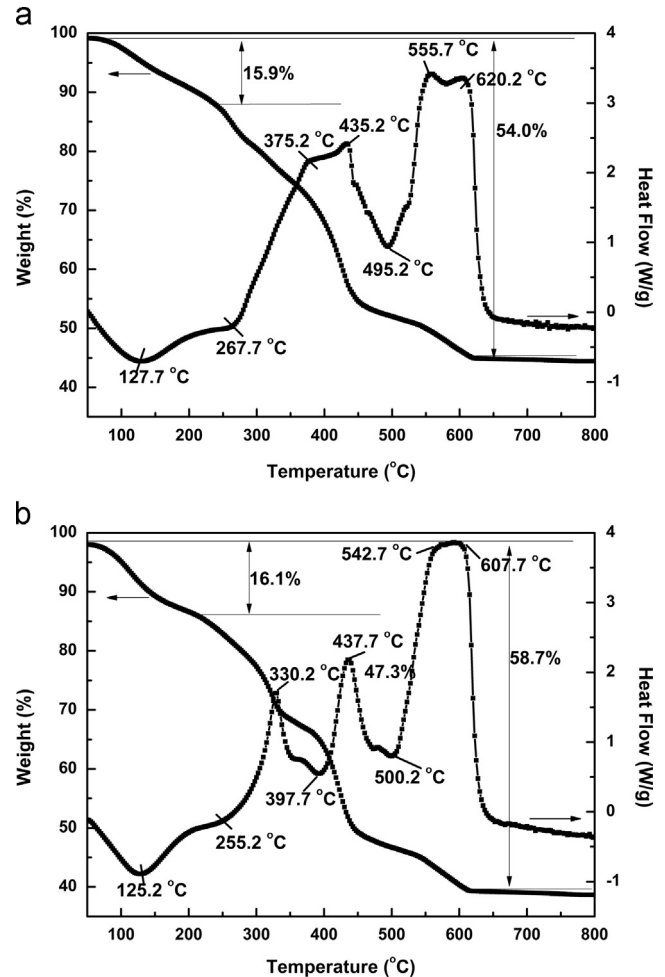 a
100
90
80
70
60
50
40
Weight (%)
4
3
2
1
0
-1
Heat Flow (W/g)
15.9%
555.7 °C
620.2 °C
54.0%
375.2 °C
435.2 °C
495.2 °C
267.7 °C
127.7 °C
100 200 300 400 500 600 700 800
Temperature (°C)
b
100
90
80
70
60
50
40
Weight (%)
4
3
2
1
0
-1
Heat Flow (W/g)
16.1%
542.7 °C
607.7 °C
58.7%
437.7 °C
47.3%
330.2 °C
500.2 °C
397.7 °C
255.2 °C
125.2 °C
100 200 300 400 500 600 700 800
Temperature (°C)